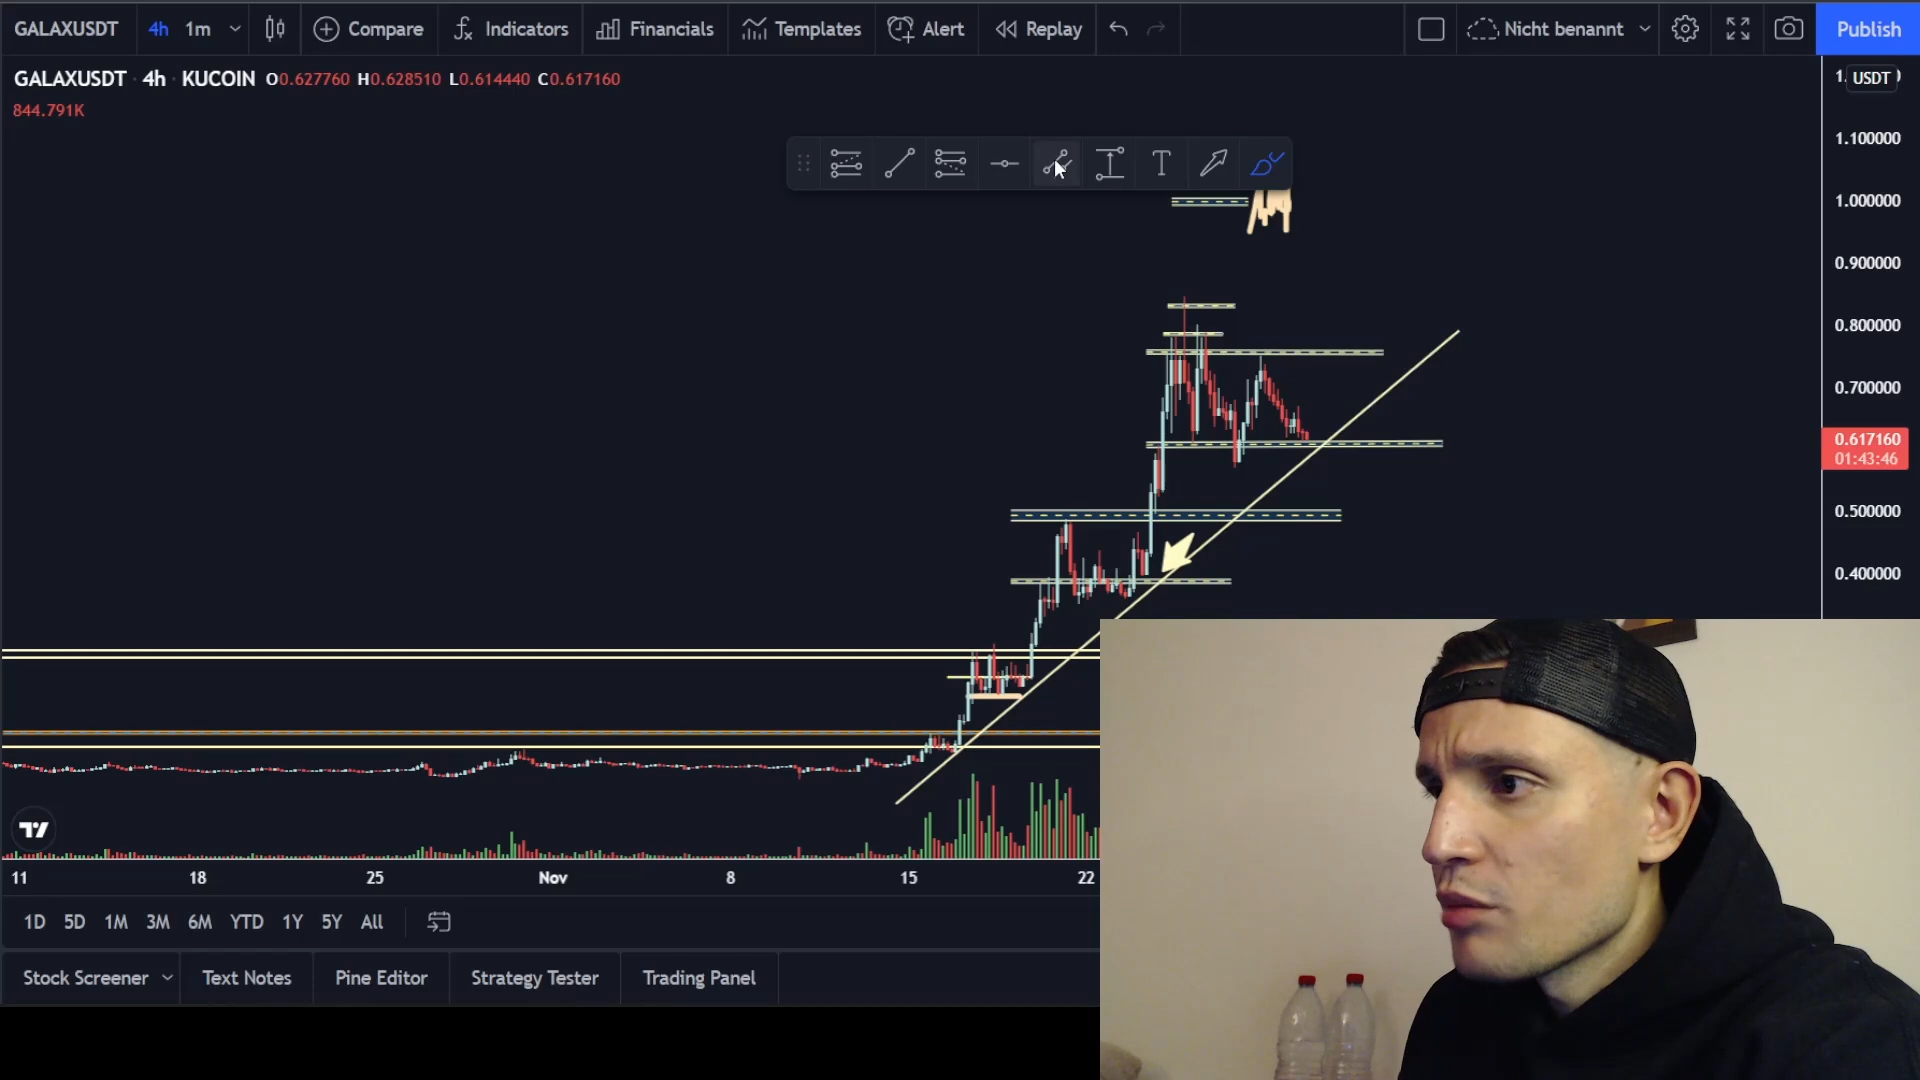 GALAXUSDT 4h 1m Compare Indicators Financials Templates Alert Replay Nicht benannt Publish
GALAXUSDT · 4h · KUCOIN O0.627760 H0.628510 L0.614440 C0.617160
844.791K
USDT
1.100000
1.000000
0.900000
0.800000
0.700000
0.617160
01:43:46
0.500000
0.400000
11 18 25 Nov 8 15 22
1D 5D 1M 3M 6M YTD 1Y 5Y All
Stock Screener Text Notes Pine Editor Strategy Tester Trading Panel